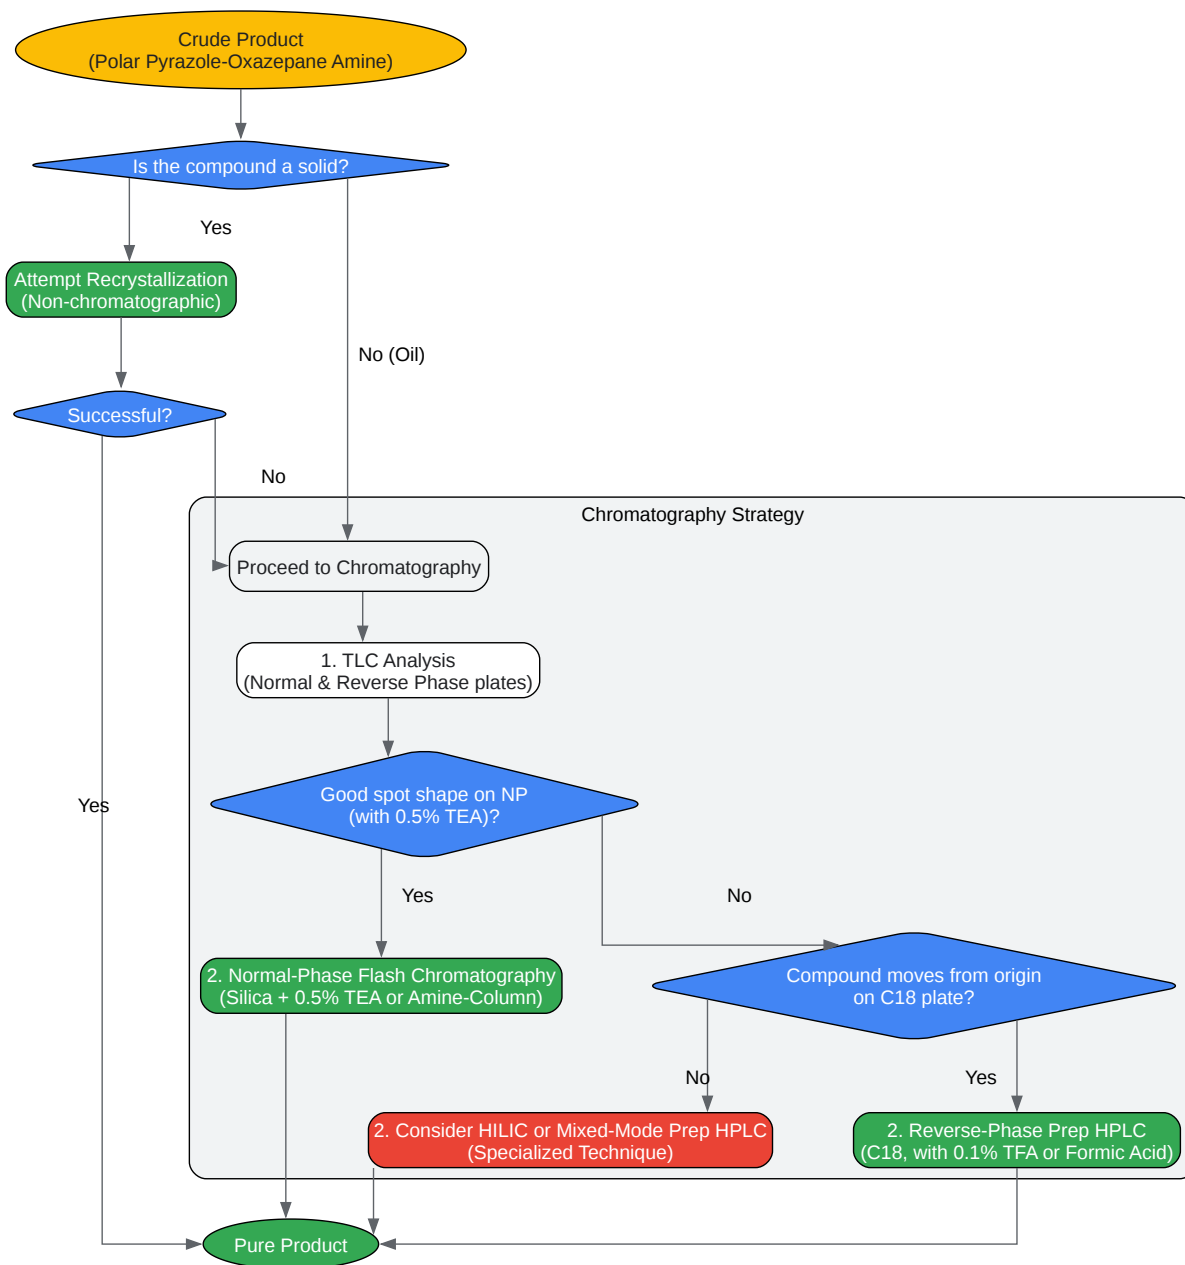 Crude Product
(Polar Pyrazole-Oxazepane Amine)
Is the compound a solid?
Yes
Attempt Recrystallization
(Non-chromatographic)
No (Oil)
Successful?
No
Chromatography Strategy
Proceed to Chromatography
1. TLC Analysis
(Normal & Reverse Phase plates)
Good spot shape on NP
(with 0.5% TEA)?
Yes
Yes
No
2. Normal-Phase Flash Chromatography
(Silica + 0.5% TEA or Amine-Column)
Compound moves from origin
on C18 plate?
No
Yes
2. Consider HILIC or Mixed-Mode Prep HPLC
(Specialized Technique)
2. Reverse-Phase Prep HPLC
(C18, with 0.1% TFA or Formic Acid)
Pure Product